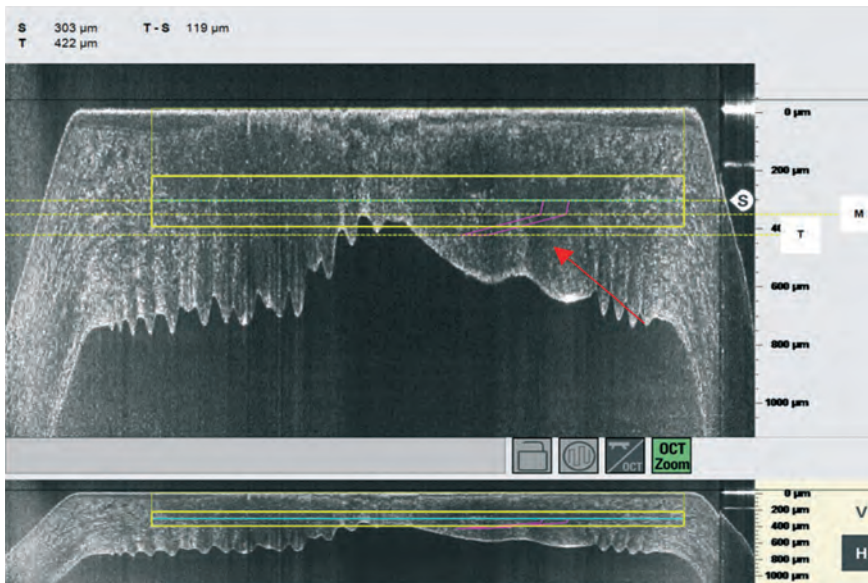 S 303 µm T - S 119 µm
T 422 µm
0 µm
200 µm
S
M
T
600 µm
800 µm
1000 µm
OCT
OCT
Zoom
0 µm
200 µm
400 µm
600 µm
800 µm
1000 µm
V
H